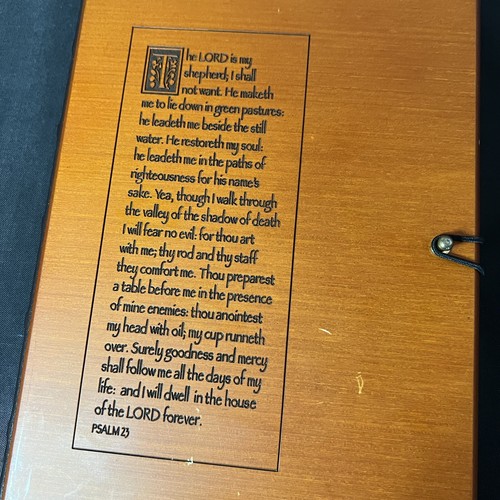 The LORD is my
shepherd; I shall
not want. He maketh
me to lie down in green pastures:
he leadeth me beside the still
water. He restoreth my soul:
he leadeth me in the paths of
righteousness for his name's
sake. Yea, though I walk through
the valley of the shadow of death
I will fear no evil: for thou art
with me; thy rod and thy staff
they comfort me. Thou preparest
a table before me in the presence
of mine enemies: thou anointest
my head with oil; my cup runneth
over. Surely goodness and mercy
shall follow me all the days of my
life: and I will dwell in the house
of the LORD forever.
PSALM 23